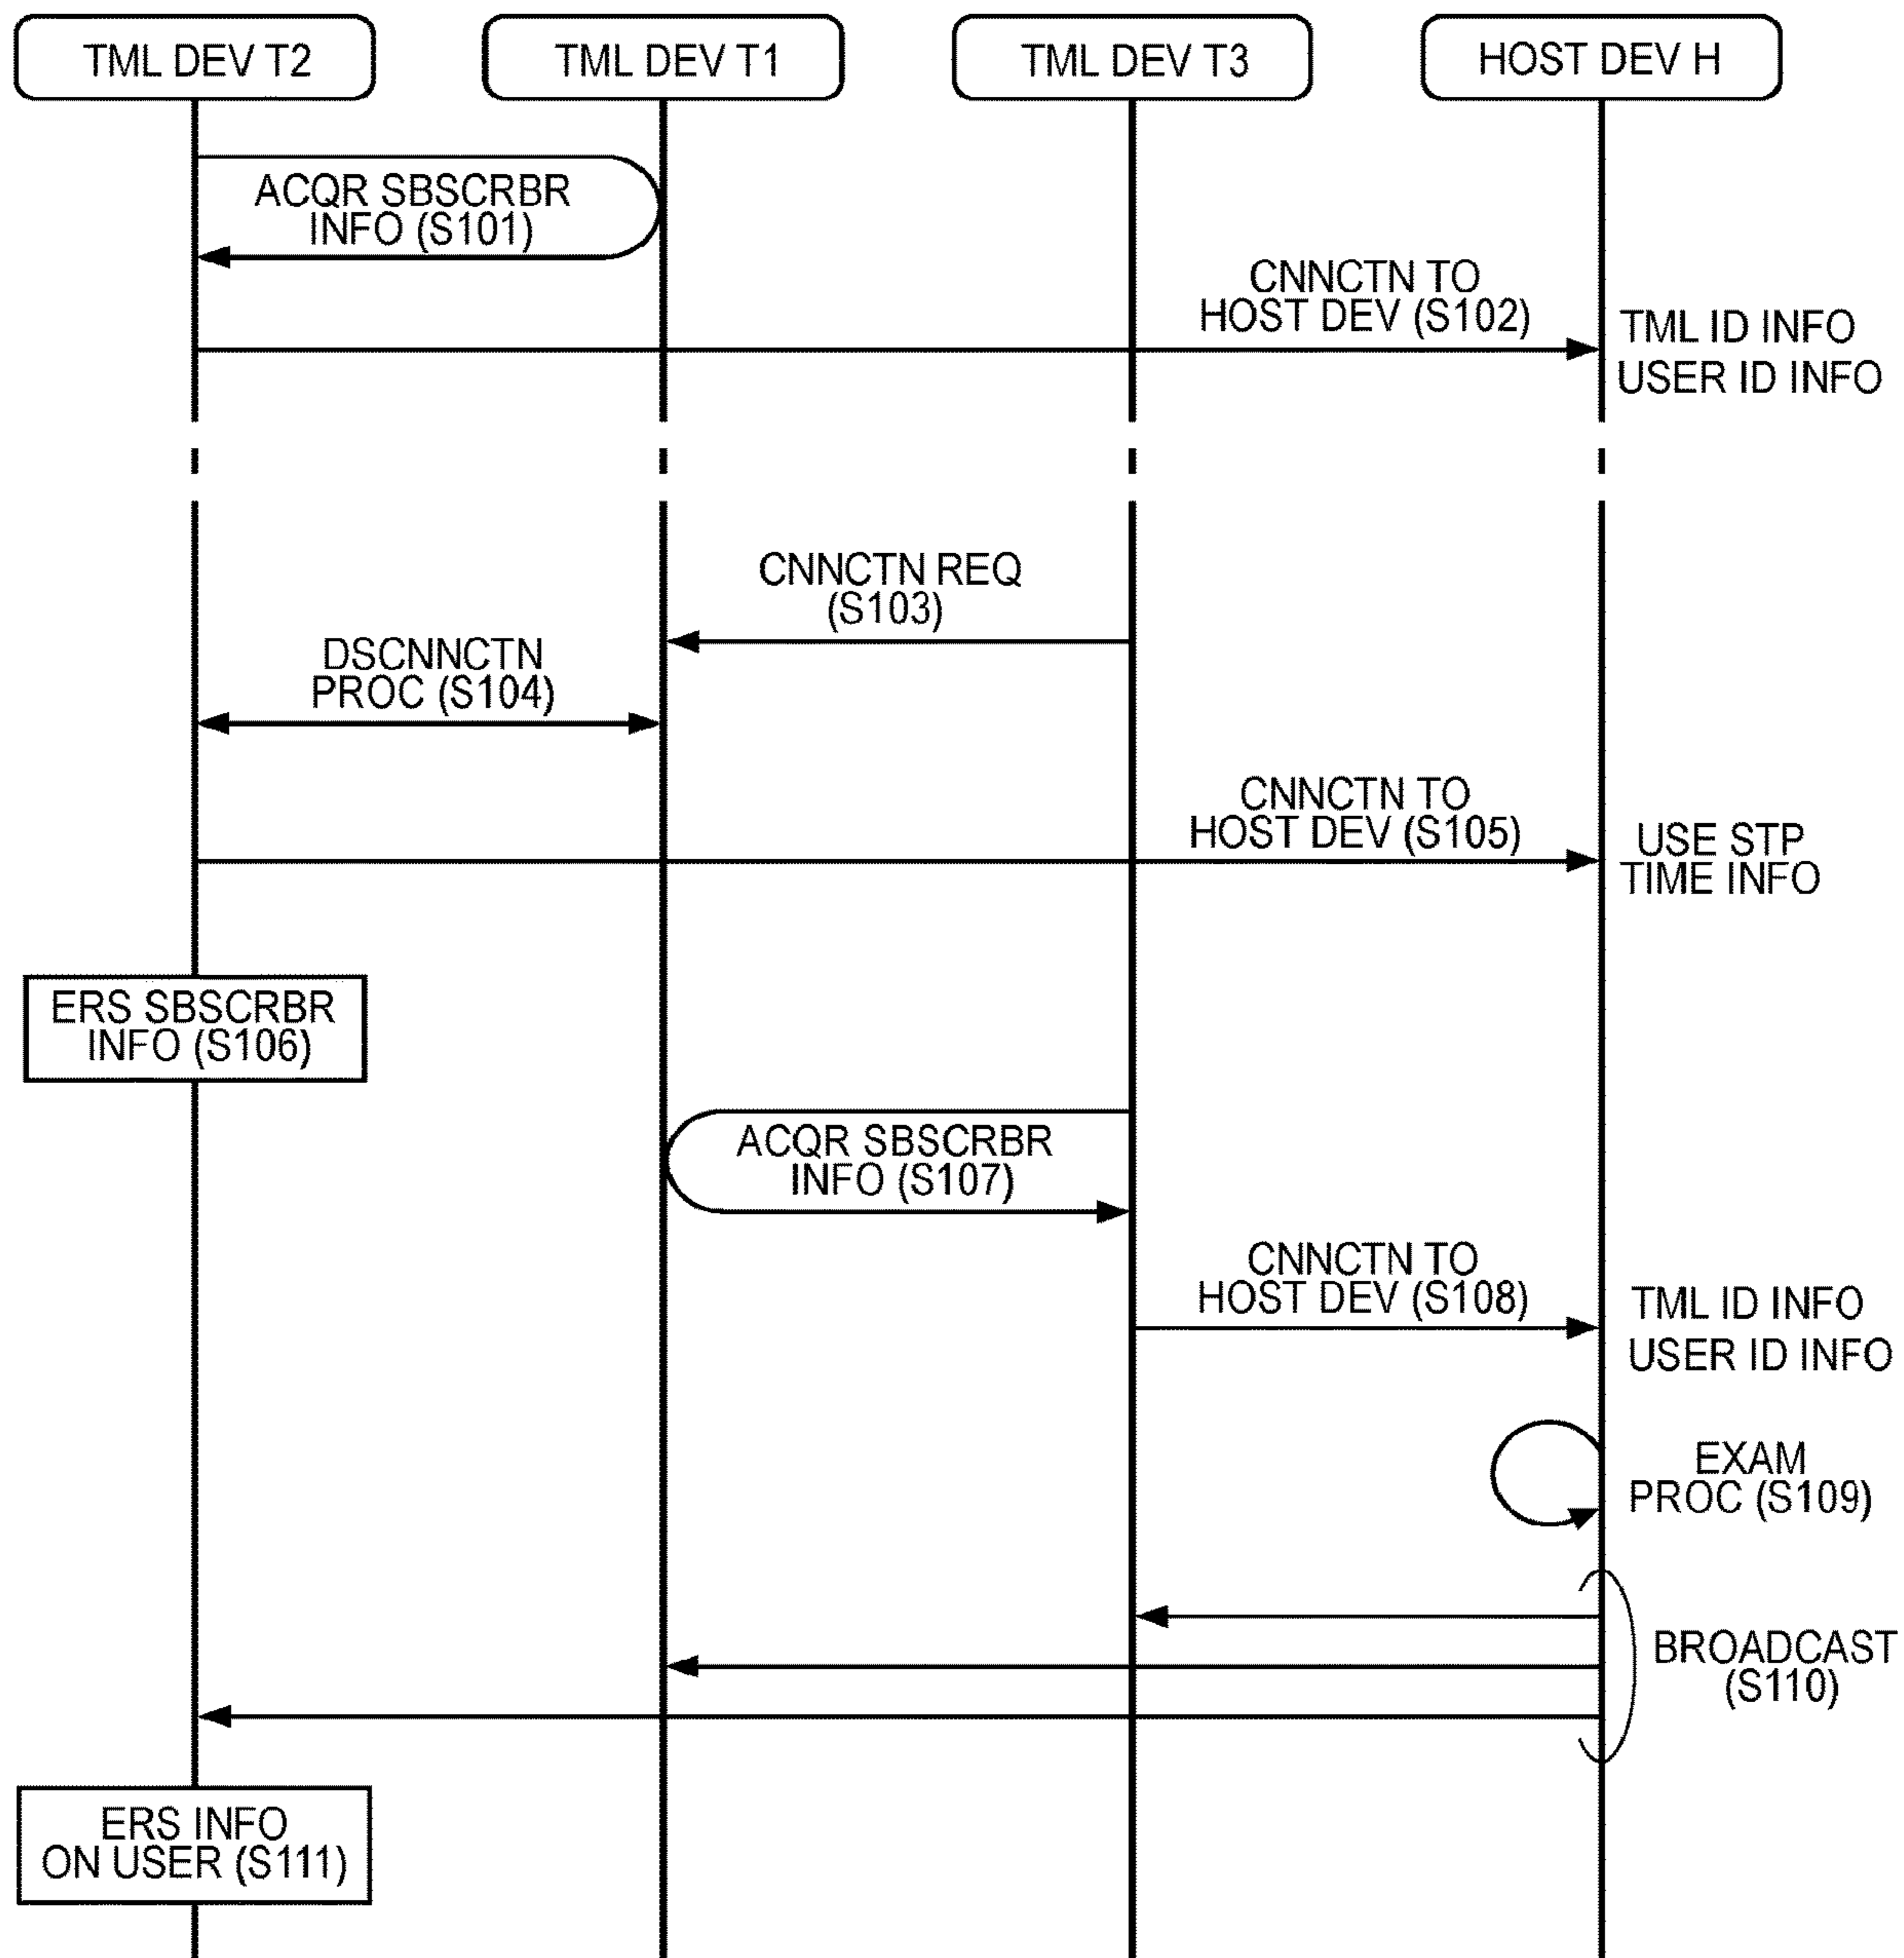 TML DEV T2
TML DEV T1
TML DEV T3
HOST DEV H
ACQR SBSCRBR
INFO (S101)
CNNCTN TO
HOST DEV (S102)
TML ID INFO
USER ID INFO
CNNCTN REQ
(S103)
DSCNNCTN
PROC (S104)
CNNCTN TO
HOST DEV (S105)
USE STP
TIME INFO
ERS SBSCRBR
INFO (S106)
ACQR SBSCRBR
INFO (S107)
CNNCTN TO
HOST DEV (S108)
TML ID INFO
USER ID INFO
EXAM
PROC (S109)
BROADCAST
(S110)
ERS INFO
ON USER (S111)